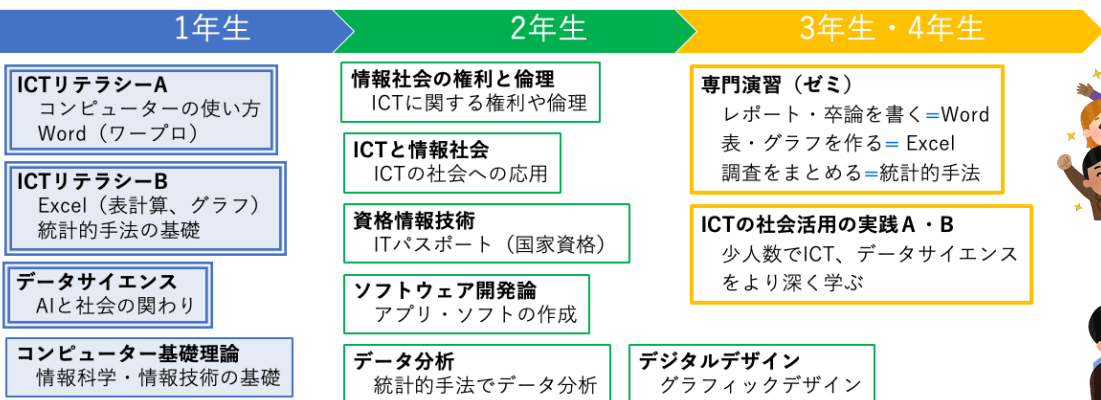 1年生
2年生
3年生・4年生
ICTリテラシーA
コンピューターの使い方
Word（ワープロ）
ICTリテラシーB
Excel（表計算、グラフ）
統計的手法の基礎
データサイエンス
AIと社会の関わり
コンピューター基礎理論
情報科学・情報技術の基礎
情報社会の権利と倫理
ICTに関する権利や倫理
ICTと情報社会
ICTの社会への応用
資格情報技術
ITパスポート（国家資格）
ソフトウェア開発論
アプリ・ソフトの作成
データ分析
統計的手法でデータ分析
デジタルデザイン
グラフィックデザイン
専門演習（ゼミ）
レポート・卒論を書く=Word
表・グラフを作る= Excel
調査をまとめる=統計的手法
ICTの社会活用の実践A・B
少人数でICT、データサイエンス
をより深く学ぶ